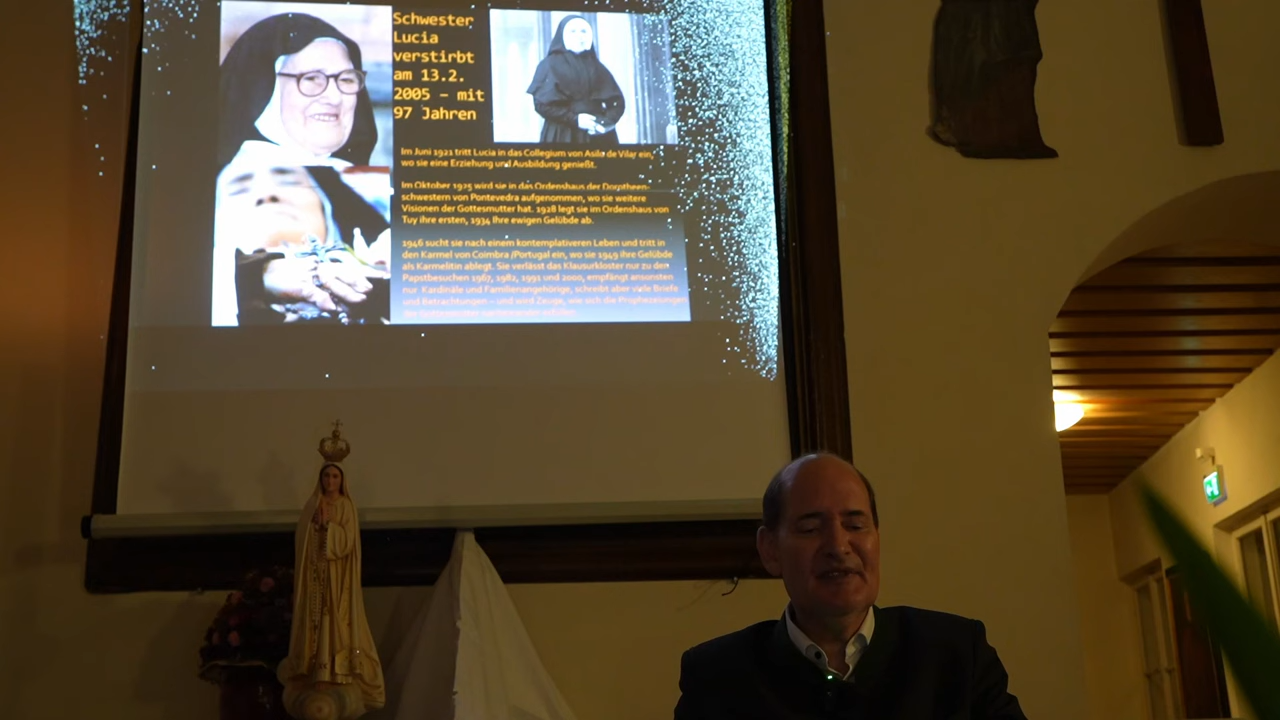 Schwester
Lucia
verstirbt
am 13.2.
2005 – mit
97 Jahren
Im Juni 1921 tritt Lucia in das Collegium von Asilo de Vilar ein,
wo sie eine Erziehung und Ausbildung genießt.
Im Oktober 1925 wird sie in das Ordenshaus der Dorotheen-
schwestern von Pontevedra aufgenommen, wo sie weitere
Visionen der Gottesmutter hat. 1928 legt sie im Ordenshaus von
Tuy ihre ersten, 1934 ihre ewigen Gelübde ab.
1946 sucht sie nach einem kontemplativeren Leben und tritt in
den Karmel von Coimbra /Portugal ein, wo sie 1949 ihre Gelübde
als Karmelitin ablegt. Sie verlässt das Klausurkloster nur zu den
Papstbesuchen 1967, 1982, 1991 und 2000, empfängt ansonsten
nur Kardinäle und Familienangehörige, schreibt aber viele Briefe
und Betrachtungen – und wird Zeuge, wie sich die Prophezeiungen
der Gottesmutter nacheinander erfüllen.